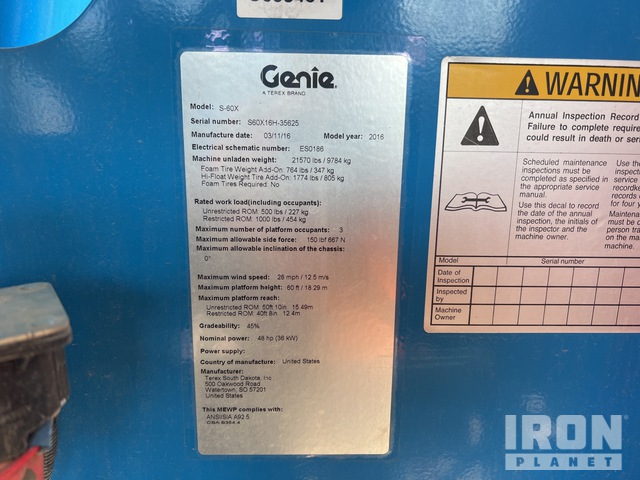 Genie
A TEREX BRAND
Model: S-60X
Serial number: S60X16H-35625
Manufacture date: 03/11/16 Model year: 2016
Electrical schematic number: ES0186
Machine unladen weight: 21570 lbs / 9784 kg
Foam Tire Weight Add-On: 764 lbs / 347 kg
Hi-Float Weight Tire Add-On: 1774 lbs / 805 kg
Foam Tires Required: No
Rated work load(including occupants):
Unrestricted ROM: 500 lbs / 227 kg
Restricted ROM: 1000 lbs / 454 kg
Maximum number of platform occupants: 3
Maximum allowable side force: 150 lbf 667 N
Maximum allowable inclination of the chassis:
0°
Maximum wind speed: 28 mph / 12.5 m/s
Maximum platform height: 60 ft / 18.29 m
Maximum platform reach:
Unrestricted ROM: 50ft 10in 15.49m
Restricted ROM: 40ft 8in 12.4m
Gradeability: 45%
Nominal power: 48 hp (36 kW)
Power supply:
Country of manufacture: United States
Manufacturer:
Terex South Dakota, Inc
500 Oakwood Road
Watertown, SD 57201
United States
This MEWP complies with:
ANSI/SIA A92.5
CSA B354.4
WARNIN
Annual Inspection Record
Failure to complete require
could result in death or seri
Scheduled maintenance
inspections must be
completed as specified in
the appropriate service
manual.
Use this decal to record
the date of the annual
inspection, the initials of
the inspector and the
machine owner.
Use the
inspect
service
recordke
records
for four y
Maintena
must be c
person tra
on the ma
machine.
Model Serial number
Date of
Inspection
Inspected
by
Machine
Owner
IRON
PLANET